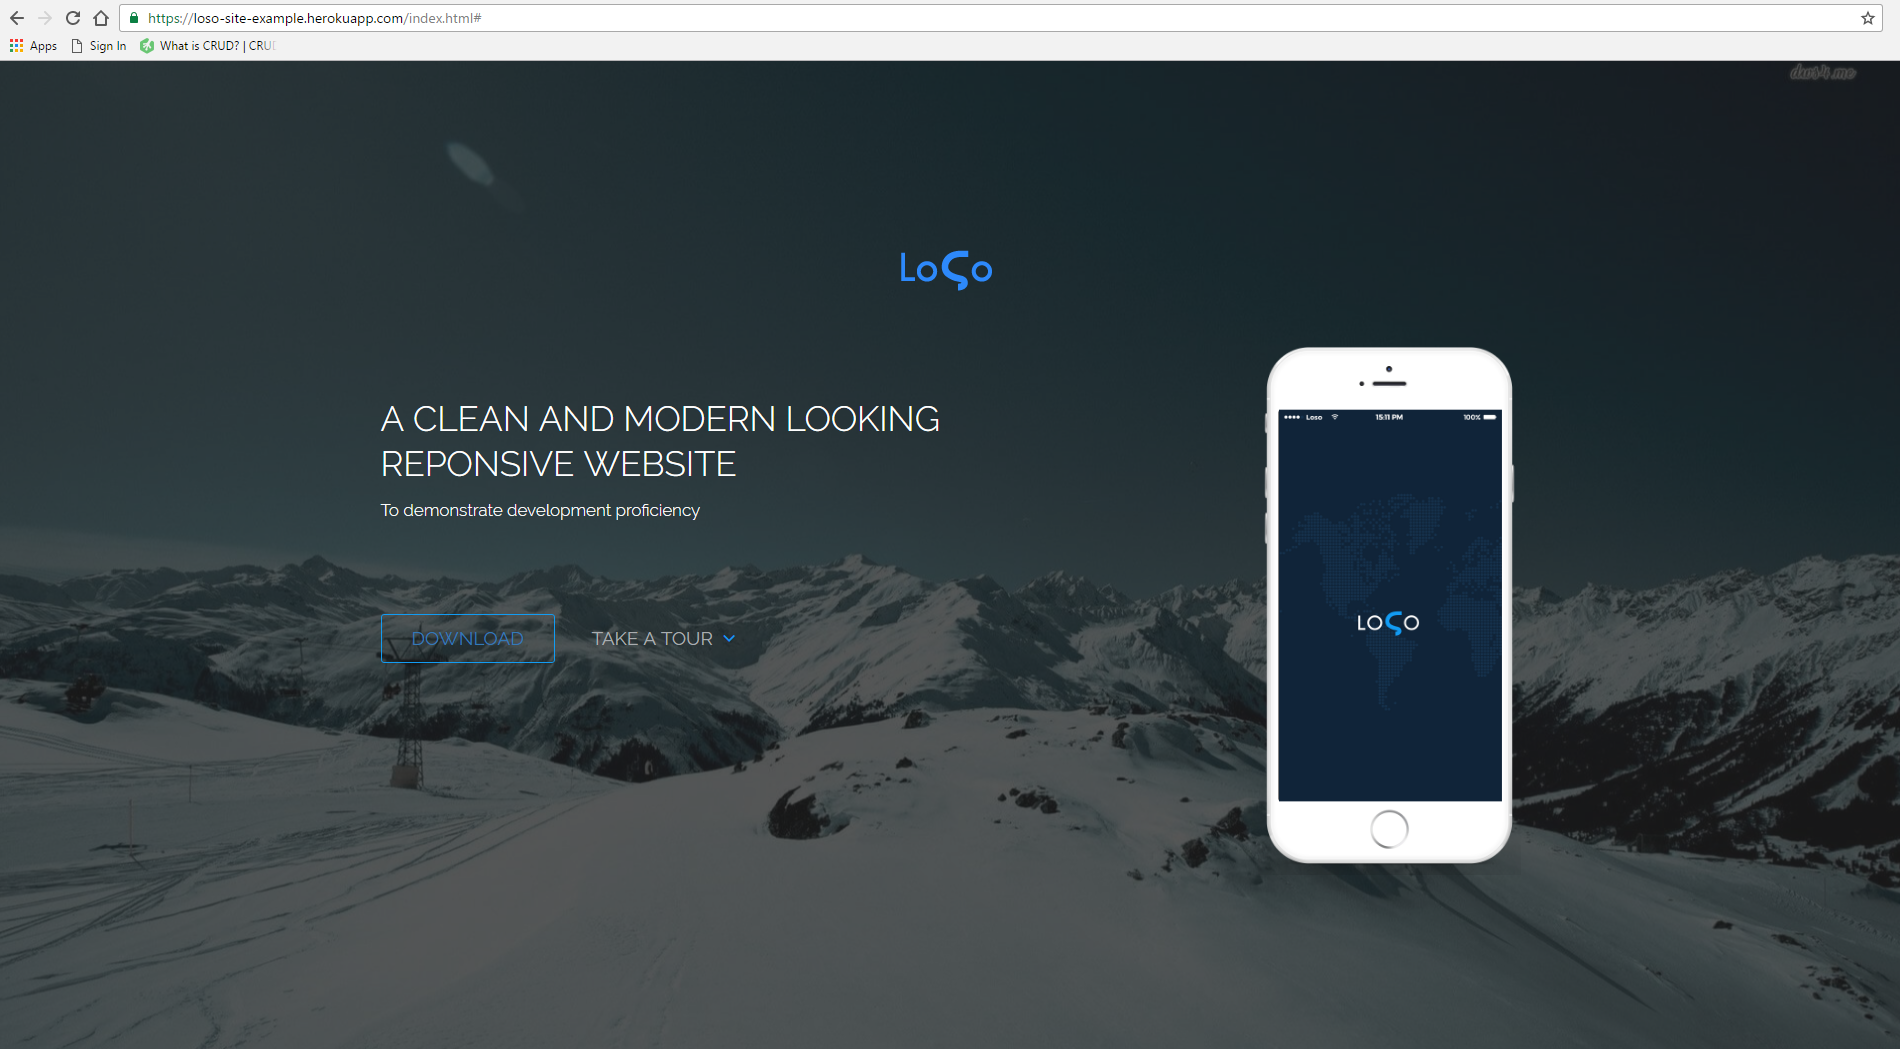 https://loso-site-example.herokuapp.com/index.html#
Apps Sign In What is CRUD? | CRU
LoSo
A CLEAN AND MODERN LOOKING
REPONSIVE WEBSITE
To demonstrate development proficiency
DOWNLOAD TAKE A TOUR
Loso 15:11 PM 100%
LOSO